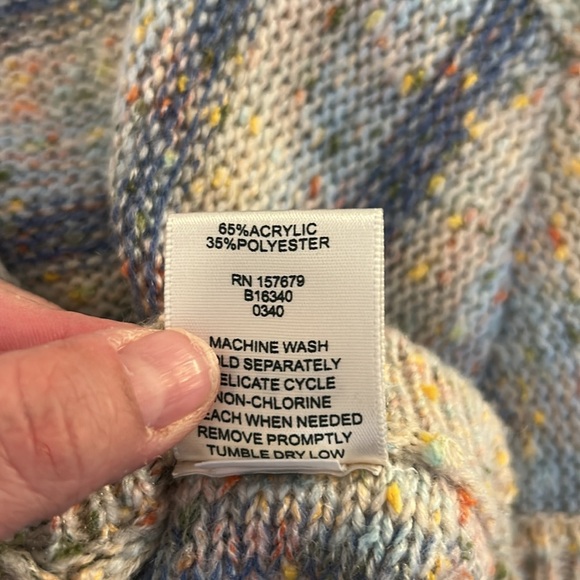 65%ACRYLIC
35%POLYESTER
RN 157679
B16340
0340
MACHINE WASH
OLD SEPARATELY
ELICATE CYCLE
NON-CHLORINE
EACH WHEN NEEDED
REMOVE PROMPTLY
TUMBLE DRY LOW